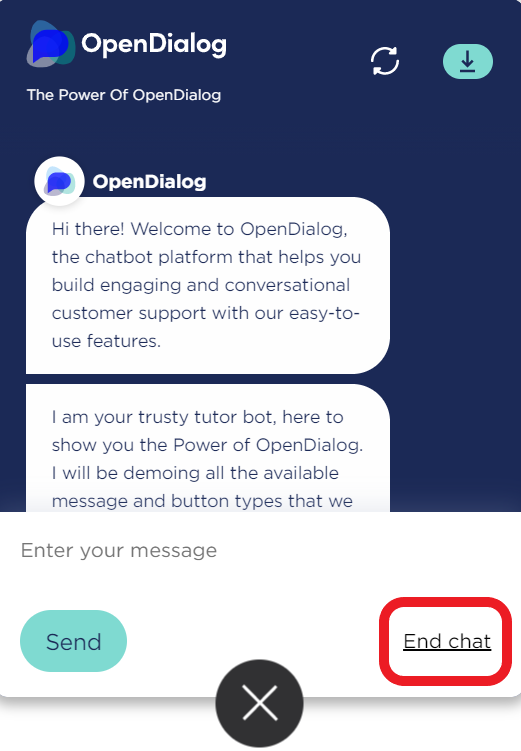 OpenDialog
The Power Of OpenDialog
OpenDialog
Hi there! Welcome to OpenDialog,
the chatbot platform that helps you
build engaging and conversational
customer support with our easy-to-
use features.
I am your trusty tutor bot, here to
show you the Power of OpenDialog.
I will be demoing all the available
message and button types that we
Enter your message
Send
End chat